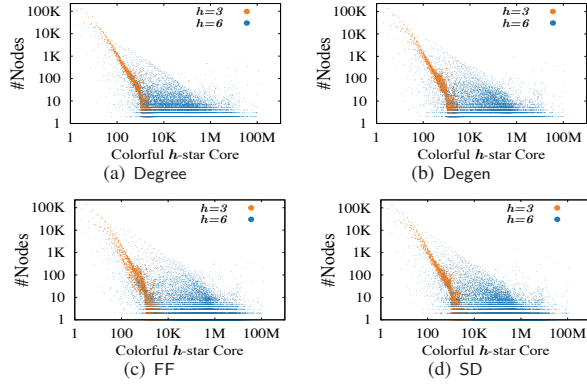 100K
10K
1K
100
10
1
#Nodes
h=3
h=6
1 100 10K 1M 100M
Colorful h-star Core
(a) Degree
100K
10K
1K
100
10
1
#Nodes
h=3
h=6
1 100 10K 1M 100M
Colorful h-star Core
(b) Degen
100K
10K
1K
100
10
1
#Nodes
h=3
h=6
1 100 10K 1M 100M
Colorful h-star Core
(c) FF
100K
10K
1K
100
10
1
#Nodes
h=3
h=6
1 100 10K 1M 100M
Colorful h-star Core
(d) SD